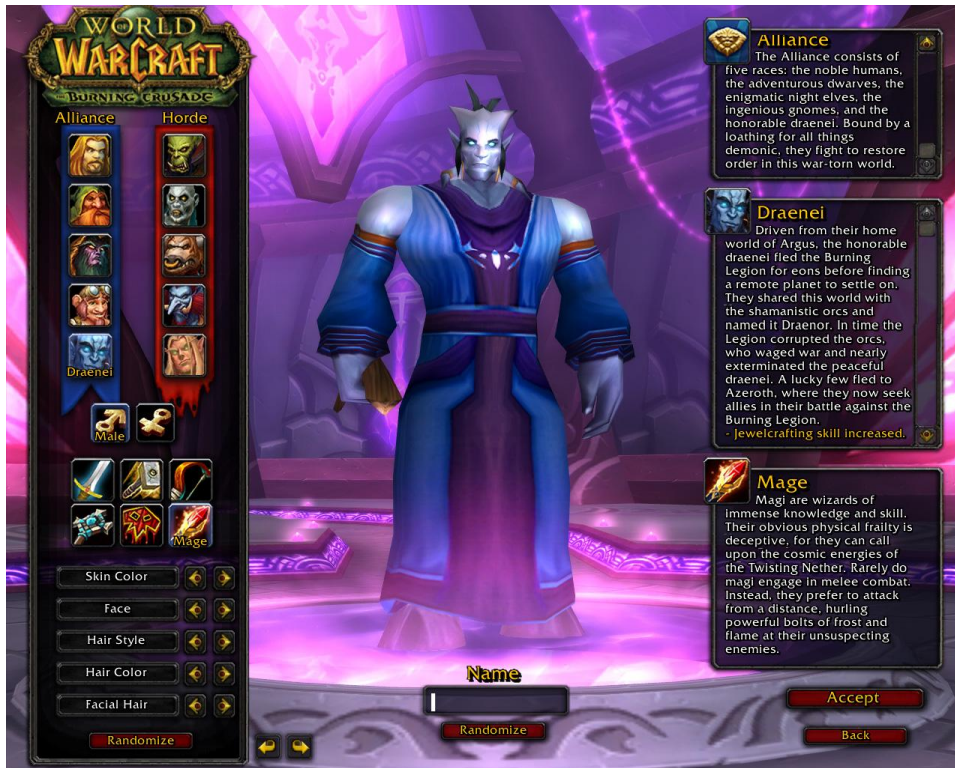 WORLD
OF
WARCRAFT
BURNING CRUSADE
Alliance
Horde
Draenei
Male
Mage
Skin Color
Face
Hair Style
Hair Color
Facial Hair
Randomize
Name
Randomize
Alliance
The Alliance consists of
five races: the noble humans,
the adventurous dwarves, the
enigmatic night elves, the
ingenious gnomes, and the
honorable draenei. Bound by a
loathing for all things
demonic, they fight to restore
order in this war-torn world.
Draenei
Driven from their home
world of Argus, the honorable
draenei fled the Burning
Legion for eons before finding
a remote planet to settle on.
They shared this world with
the shamanistic orcs and
named it Draenor. In time the
Legion corrupted the orcs,
who waged war and nearly
exterminated the peaceful
draenei. A lucky few fled to
Azeroth, where they now seek
allies in their battle against the
Burning Legion.
- Jewelcrafting skill increased.
Mage
Magi are wizards of
immense knowledge and skill.
Their obvious physical frailty is
deceptive, for they can call
upon the cosmic energies of
the Twisting Nether. Rarely do
magi engage in melee combat.
Instead, they prefer to attack
from a distance, hurling
powerful bolts of frost and
flame at their unsuspecting
enemies.
Accept
Back